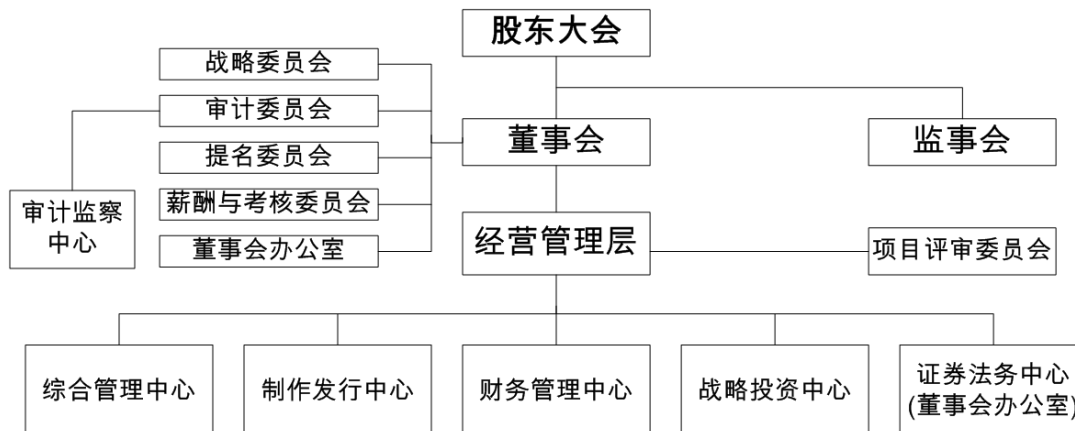 股东大会
战略委员会
审计委员会
提名委员会
薪酬与考核委员会
董事会办公室
审计监察
中心
董事会
监事会
经营管理层
项目评审委员会
综合管理中心
制作发行中心
财务管理中心
战略投资中心
证券法务中心
(董事会办公室)